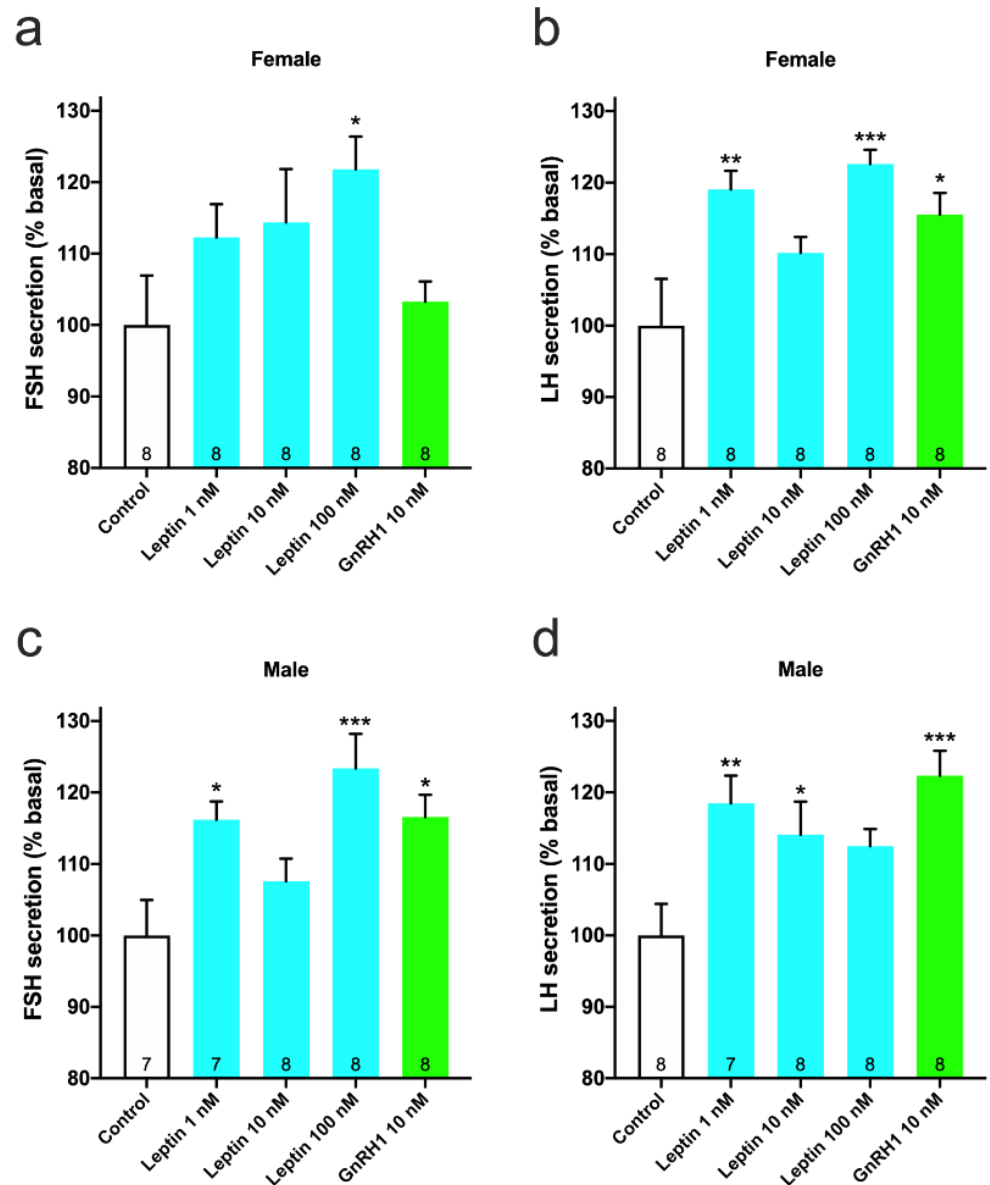 a
Female
FSH secretion (% basal)
130
120
110
100
90
80
*
8
8
8
8
8
Control
Leptin 1 nM
Leptin 10 nM
Leptin 100 nM
GnRH1 10 nM
b
Female
LH secretion (% basal)
130
120
110
100
90
80
**
***
*
8
8
8
8
8
Control
Leptin 1 nM
Leptin 10 nM
Leptin 100 nM
GnRH1 10 nM
c
Male
FSH secretion (% basal)
130
120
110
100
90
80
*
***
*
7
7
8
8
8
Control
Leptin 1 nM
Leptin 10 nM
Leptin 100 nM
GnRH1 10 nM
d
Male
LH secretion (% basal)
130
120
110
100
90
80
**
*
***
8
7
8
8
8
Control
Leptin 1 nM
Leptin 10 nM
Leptin 100 nM
GnRH1 10 nM